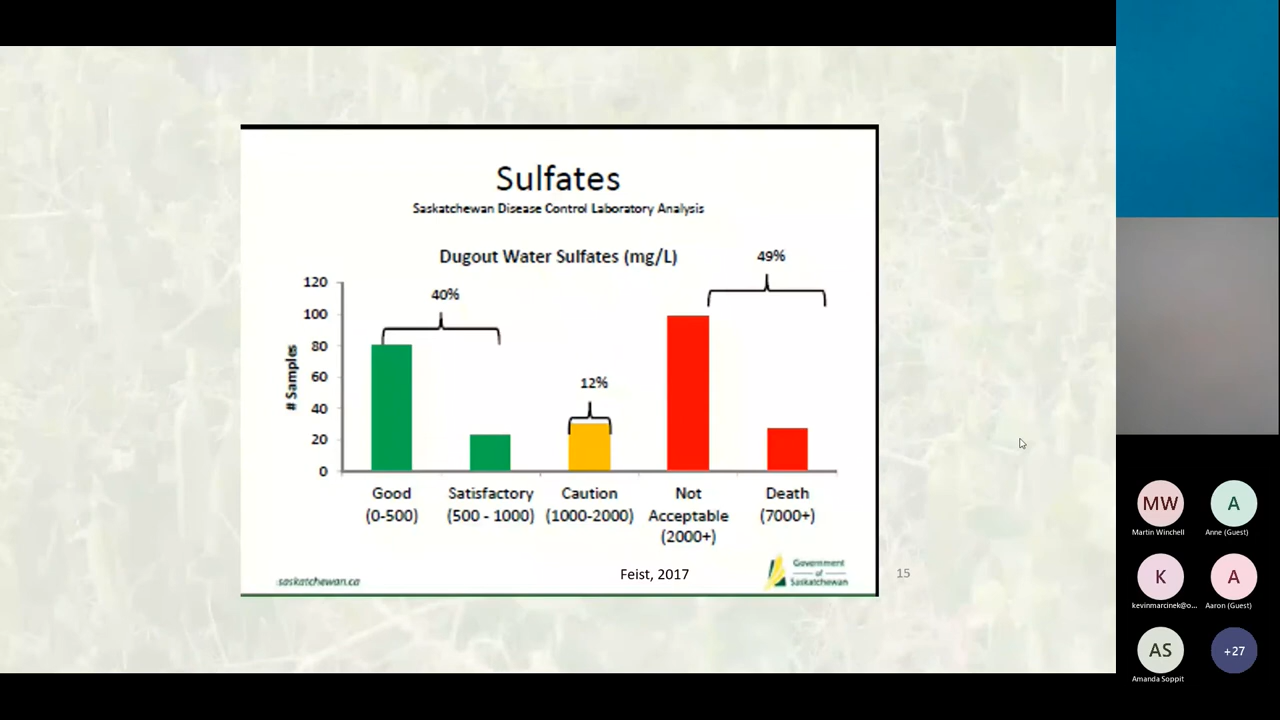 Sulfates
Saskatchewan Disease Control Laboratory Analysis
Dugout Water Sulfates (mg/L)
49%
40%
12%
# Samples
120
100
80
60
40
20
0
Good
(0-500)
Satisfactory
(500 - 1000)
Caution
(1000-2000)
Not
Acceptable
(2000+)
Death
(7000+)
saskatchewan.ca
Feist, 2017
Government
of
Saskatchewan
15
MW
Martin Winchell
A
Anne (Guest)
K
kevinmarcinek@o...
A
Aaron (Guest)
AS
Amanda Soppit
+27